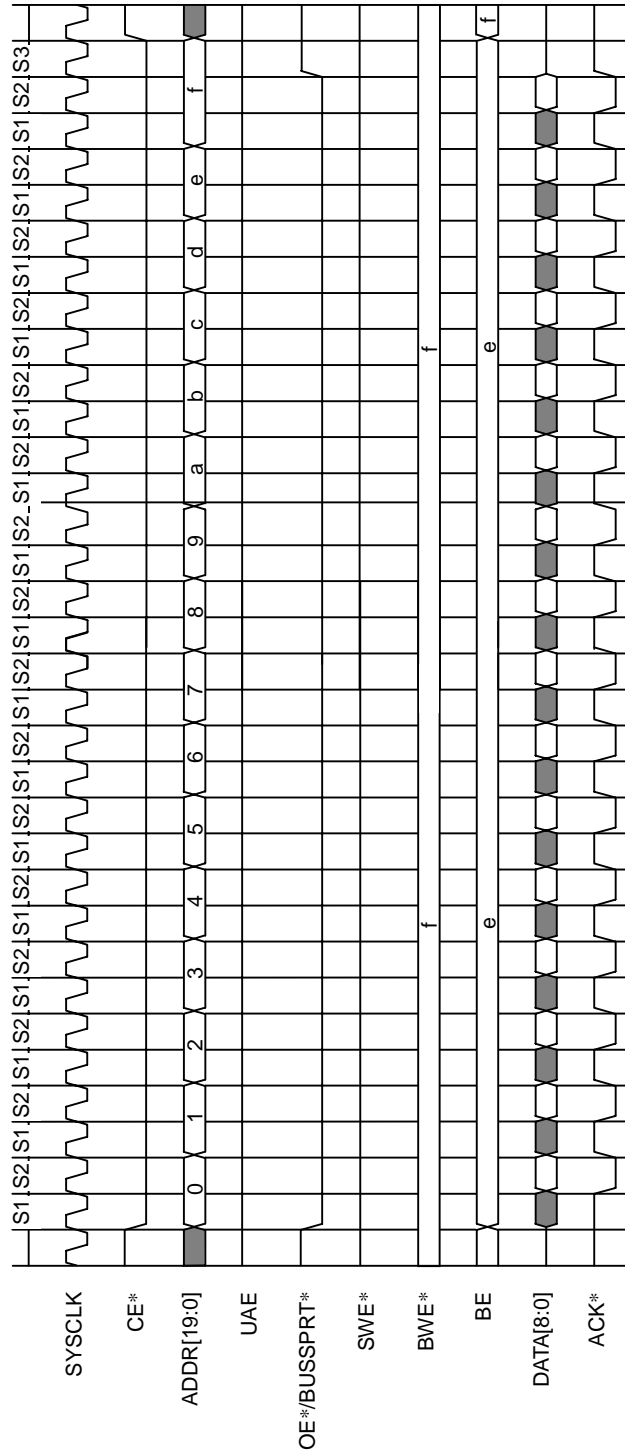 S1 S2 S1 S2 S1 S2 S1 S2 S1 S2 S1 S2 S1 S2 S1 S2 S1 S2 S1 S2 S1 S2 S1 S2 S1 S2 S1 S2 S1 S2 S1 S2 S3
SYSCLK
CE*
ADDR[19:0] 0 1 2 3 4 5 6 7 8 9 a b c d e f
UAE
OE*/BUSSPRT*
SWE*
BWE* f f
BE e e f
DATA[8:0]
ACK*